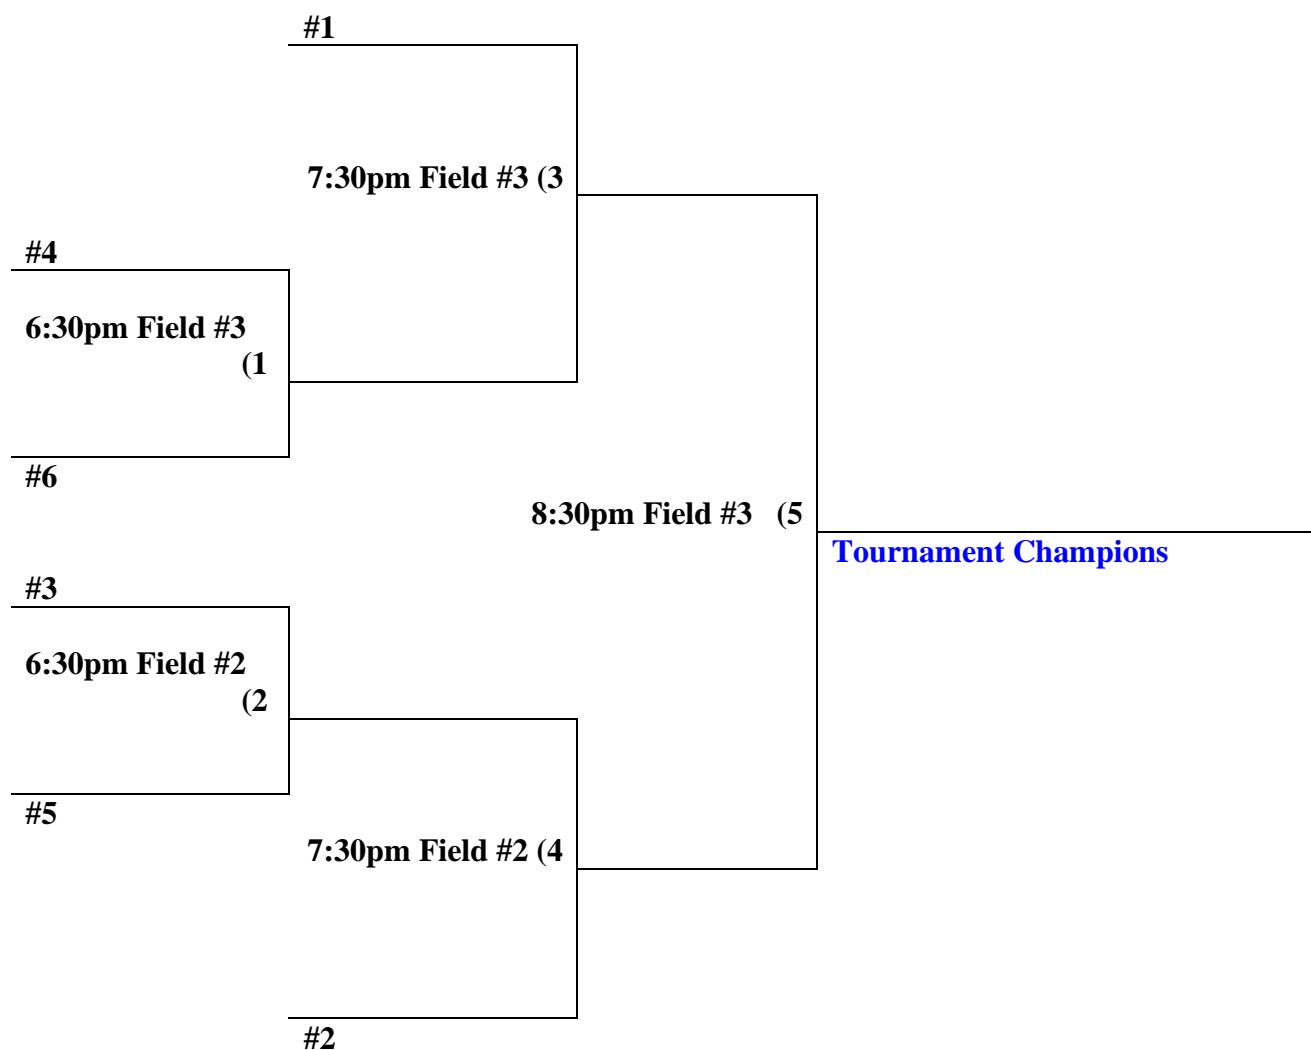 #1
7:30pm Field #3 (3
#4
6:30pm Field #3
(1
#6
8:30pm Field #3 (5
Tournament Champions
#3
6:30pm Field #2
(2
#5
7:30pm Field #2 (4
#2